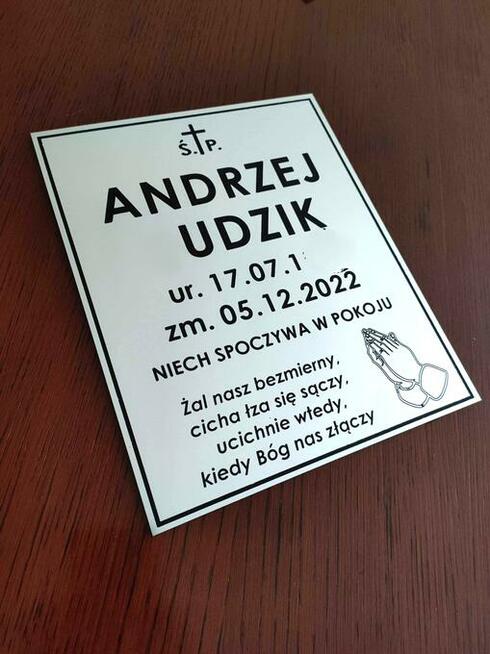 Ś. P.
ANDRZEJ
UDZIK
ur. 17.07.1
zm. 05.12.2022
NIECH SPOCZYWA W POKOJU
Żal nasz bezmierny,
cicha łza się sączy,
ucichnie wtedy,
kiedy Bóg nas złączy